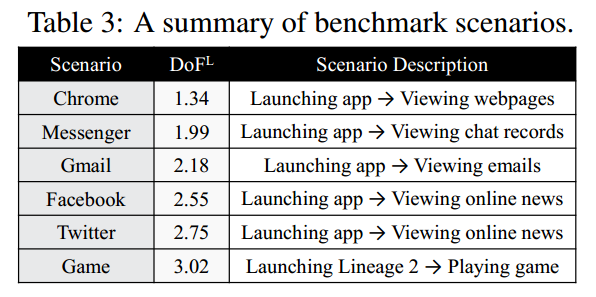 Table 3: A summary of benchmark scenarios.
Scenario DoFᴸ Scenario Description
Chrome 1.34 Launching app → Viewing webpages
Messenger 1.99 Launching app → Viewing chat records
Gmail 2.18 Launching app → Viewing emails
Facebook 2.55 Launching app → Viewing online news
Twitter 2.75 Launching app → Viewing online news
Game 3.02 Launching Lineage 2 → Playing game